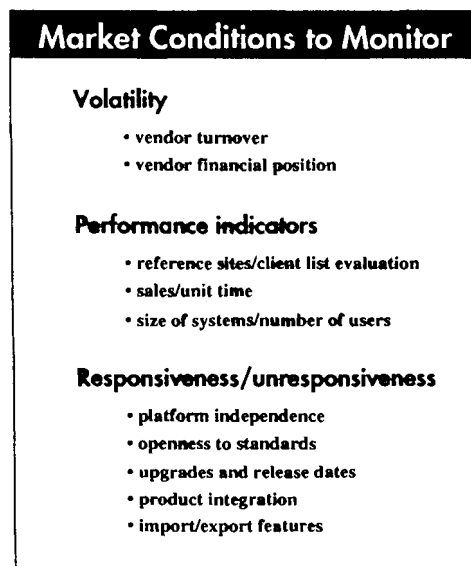 Market Conditions to Monitor
Volatility
• vendor turnover
• vendor financial position
Performance indicators
• reference sites/client list evaluation
• sales/unit time
• size of systems/number of users
Responsiveness/unresponsiveness
• platform independence
• openness to standards
• upgrades and release dates
• product integration
• import/export features